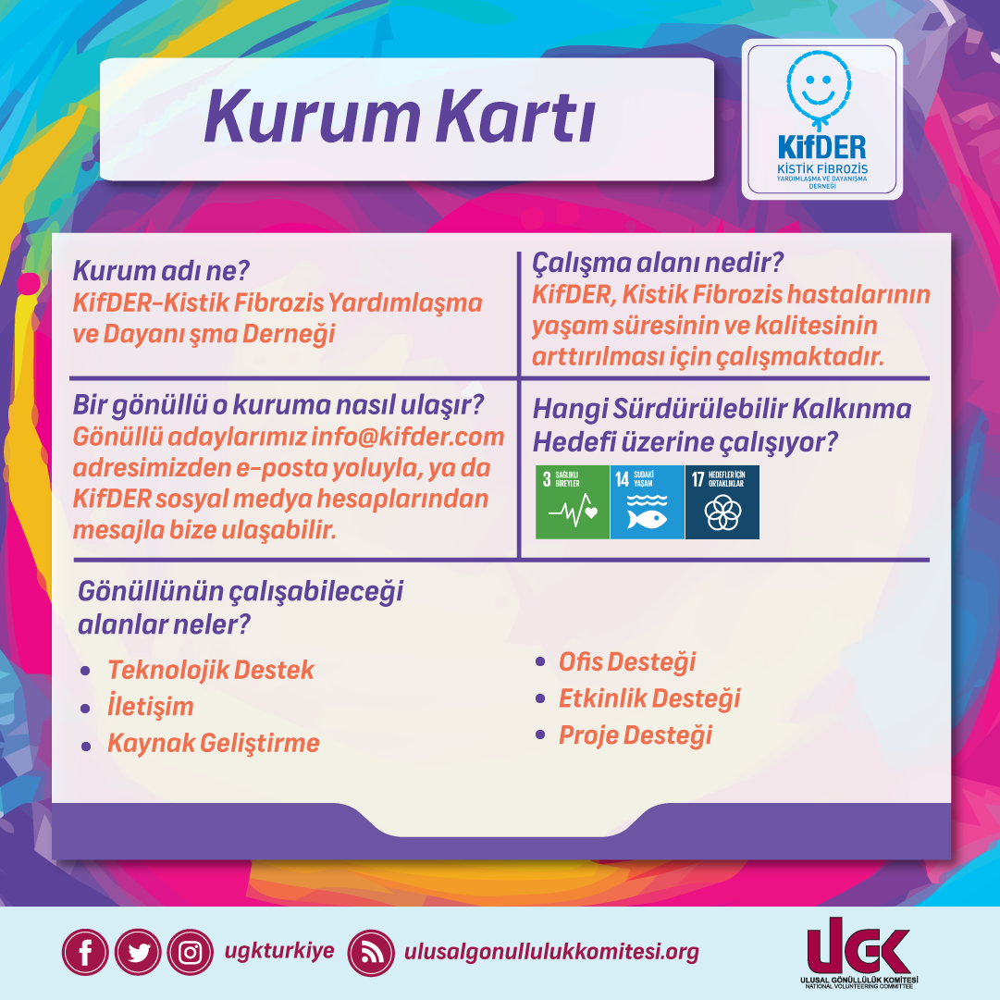 Kurum Kartı
KifDER
KİSTİK FİBROZİS
YARDIMLAŞMA VE DAYANIŞMA
DERNEĞİ
Kurum adı ne?
KifDER-Kistik Fibrozis Yardımlaşma
ve Dayanı şma Derneği
Çalışma alanı nedir?
KifDER, Kistik Fibrozis hastalarının
yaşam süresinin ve kalitesinin
arttırılması için çalışmaktadır.
Bir gönüllü o kuruma nasıl ulaşır?
Gönüllü adaylarımız info@kifder.com
adresimizden e-posta yoluyla, ya da
KifDER sosyal medya hesaplarından
mesajla bize ulaşabilir.
Hangi Sürdürülebilir Kalkınma
Hedefi üzerine çalışıyor?
3 SAĞLIKLI
BİREYLER
14 SUDAKİ
YAŞAM
17 HEDEFLER İÇİN
ORTAKLIKLAR
Gönüllünün çalışabileceği
alanlar neler?
• Teknolojik Destek
• İletişim
• Kaynak Geliştirme
• Ofis Desteği
• Etkinlik Desteği
• Proje Desteği
ugkturkiye
ulusalgonullulukkomitesi.org
UGK
ULUSAL GÖNÜLLÜLÜK KOMİTESİ
NATIONAL VOLUNTEERING COMMITTEE